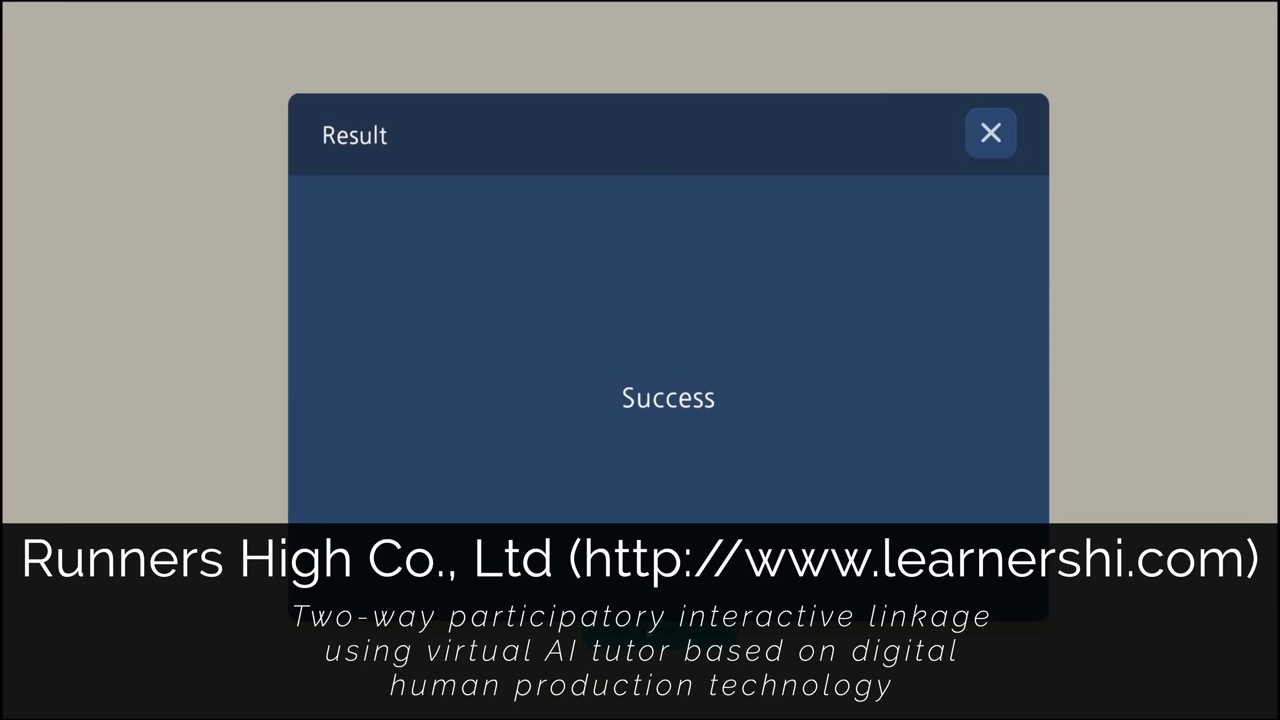 Result
Success
Runners High Co., Ltd (http://www.learnershi.com)
Two-way participatory interactive linkage
using virtual AI tutor based on digital
human production technology